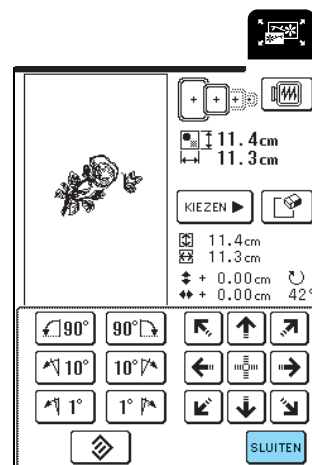 11.4cm
11.3cm
KIEZEN
11.4cm
11.3cm
+ 0.00cm
+ 0.00cm 42°
90° 90°
10° 10°
1° 1°
SLUITEN